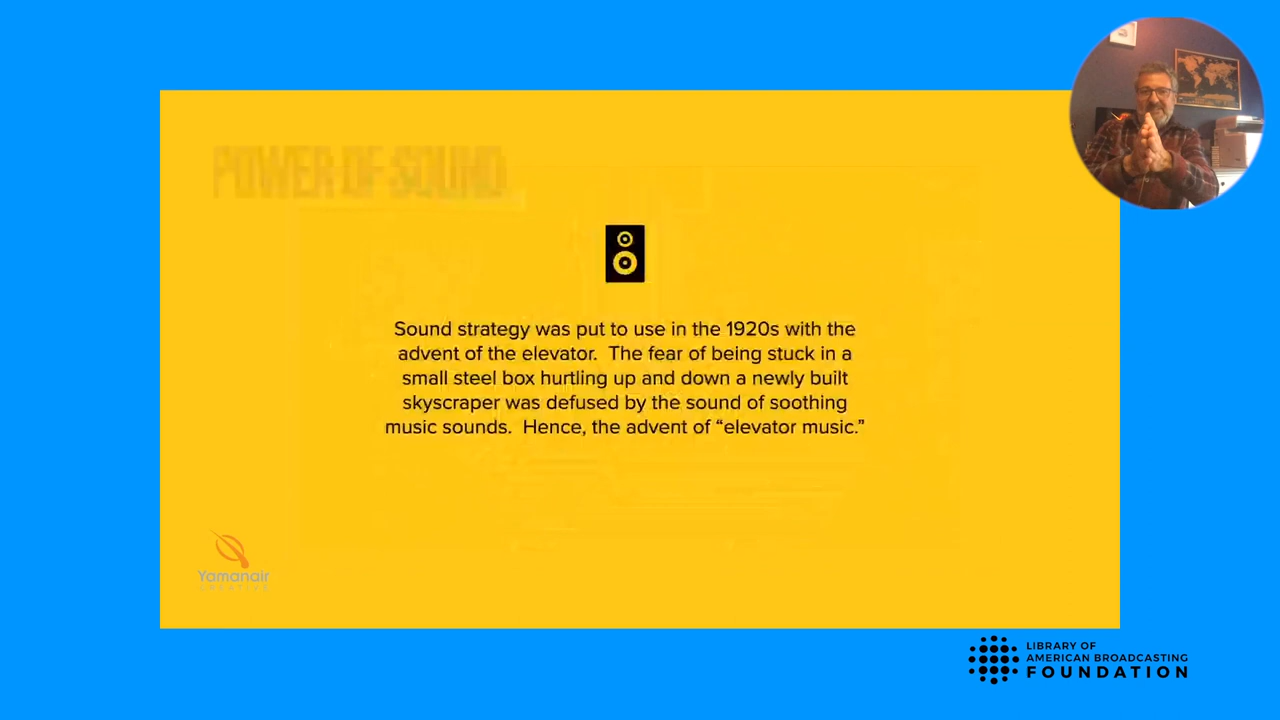 POWER OF SOUND
Sound strategy was put to use in the 1920s with the
advent of the elevator.  The fear of being stuck in a
small steel box hurtling up and down a newly built
skyscraper was defused by the sound of soothing
music sounds.  Hence, the advent of “elevator music.”
Yamanair
CREATIVE
LIBRARY OF
AMERICAN BROADCASTING
FOUNDATION